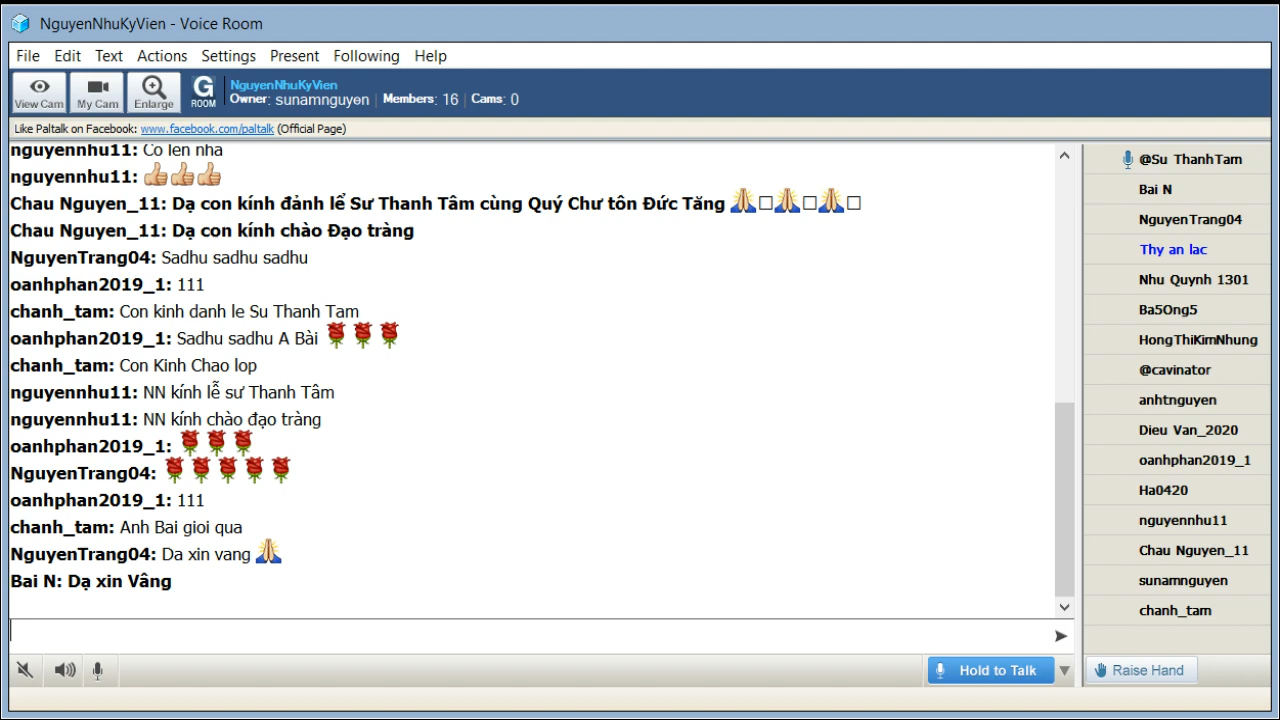 NguyenNhuKyVien - Voice Room
File Edit Text Actions Settings Present Following Help
View Cam My Cam Enlarge G ROOM
NguyenNhuKyVien
Owner: sunamnguyen | Members: 16 | Cams: 0
Like Paltalk on Facebook: www.facebook.com/paltalk (Official Page)
nguyennhu11: Co len nha
nguyennhu11: 👍👍👍
Chau Nguyen_11: Dạ con kính đảnh lể Sư Thanh Tâm cùng Quý Chư tôn Đức Tăng 🙏□🙏□🙏□
Chau Nguyen_11: Dạ con kính chào Đạo tràng
NguyenTrang04: Sadhu sadhu sadhu
oanhphan2019_1: 111
chanh_tam: Con kinh danh le Su Thanh Tam
oanhphan2019_1: Sadhu sadhu A Bài 🌹🌹🌹
chanh_tam: Con Kinh Chao lop
nguyennhu11: NN kính lễ sư Thanh Tâm
nguyennhu11: NN kính chào đạo tràng
oanhphan2019_1: 🌹🌹🌹
NguyenTrang04: 🌹🌹🌹🌹🌹
oanhphan2019_1: 111
chanh_tam: Anh Bai gioi qua
NguyenTrang04: Da xin vang 🙏
Bai N: Dạ xin Vâng
Hold to Talk
@Su ThanhTam
Bai N
NguyenTrang04
Thy an lac
Nhu Quynh 1301
Ba5Ong5
HongThiKimNhung
@cavinator
anhtnguyen
Dieu Van_2020
oanhphan2019_1
Ha0420
nguyennhu11
Chau Nguyen_11
sunamnguyen
chanh_tam
Raise Hand